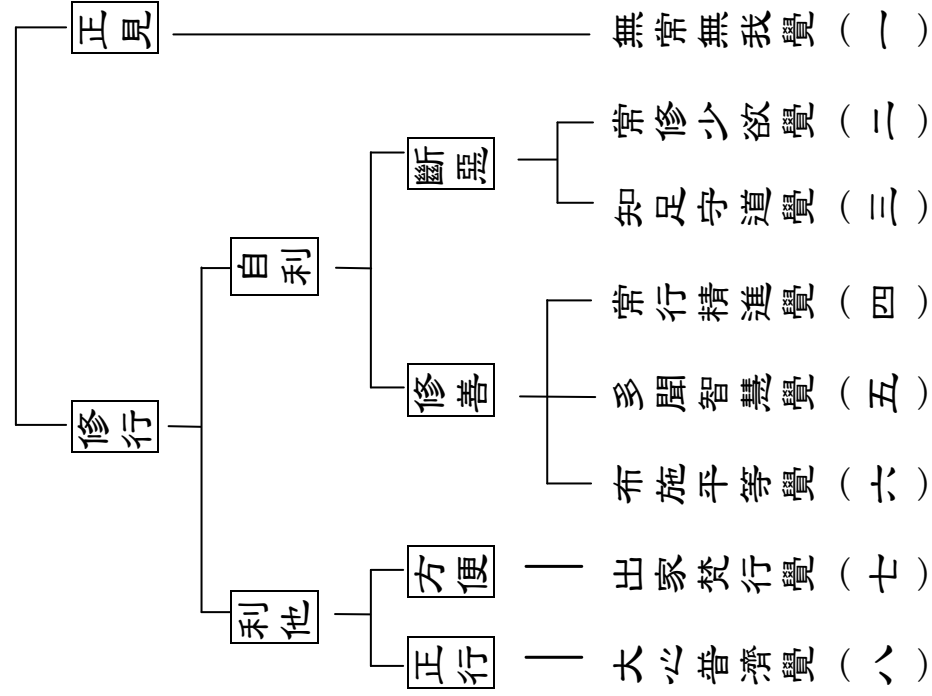 正見
無常無我覺（一）
常修少欲覺（二）
斷惡
知足守道覺（三）
自利
常行精進覺（四）
修善
多聞智慧覺（五）
修行
布施平等覺（六）
方便
出家梵行覺（七）
利他
正行
大心普濟覺（八）